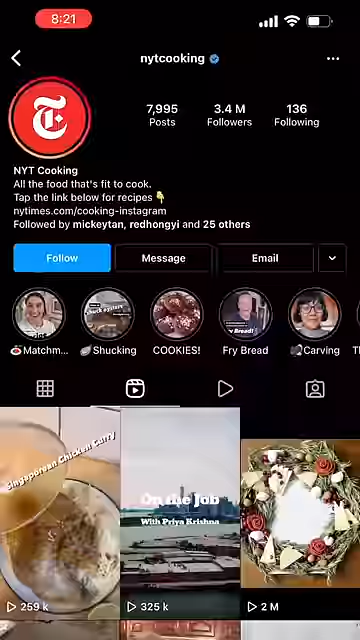 8:21
nytcooking
7,995
Posts
3.4 M
Followers
136
Following
NYT Cooking
All the food that's fit to cook.
Tap the link below for recipes 👇
nytimes.com/cooking-instagram
Followed by mickeytan, redhongyi and 25 others
Follow
Message
Email
Matchm...
Shucking
COOKIES!
Fry Bread
Carving
Singaporean Chicken Curry
On the Job
With Priya Krishna
259 k
325 k
2 M